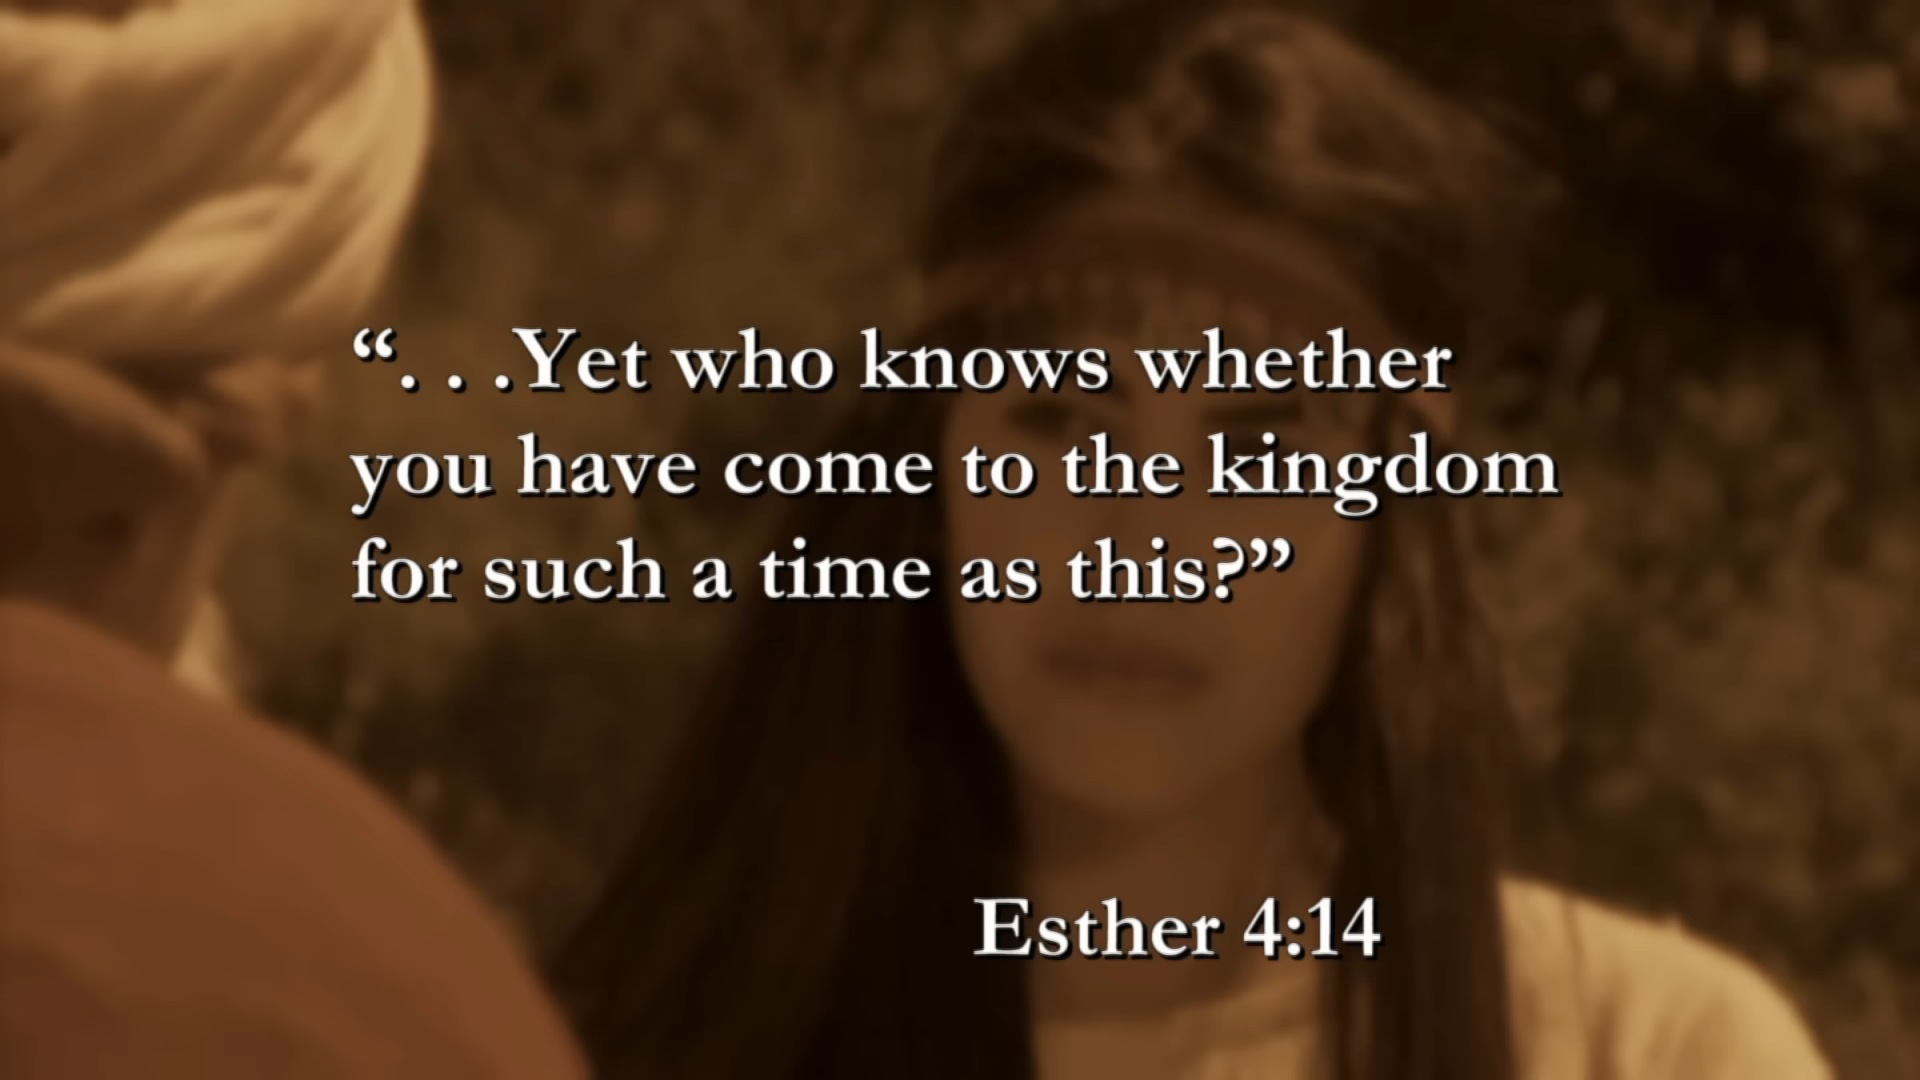 “. . .Yet who knows whether
you have come to the kingdom
for such a time as this?”
Esther 4:14